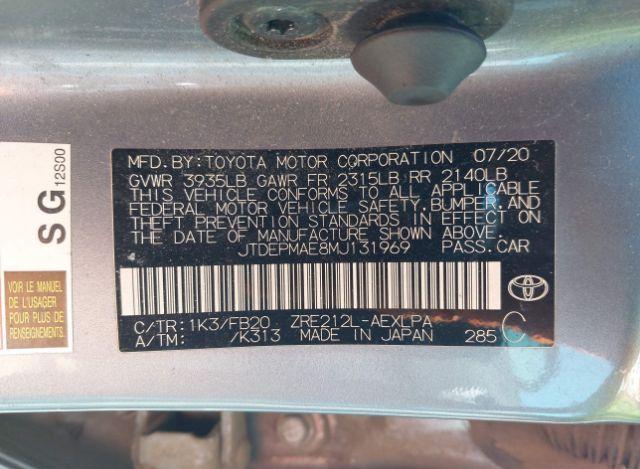 MFD. BY: TOYOTA MOTOR CORPORATION 07/20
GVWR 3935LB GAWR FR 2315LB RR 2140LB
THIS VEHICLE CONFORMS TO ALL APPLICABLE
FEDERAL MOTOR VEHICLE SAFETY, BUMPER, AND
THEFT PREVENTION STANDARDS IN EFFECT ON
THE DATE OF MANUFACTURE SHOWN ABOVE.
JTDEPMAE8MJ131969 PASS. CAR
C/TR: 1K3/FB20 ZRE212L-AEXLPA
A/TM: /K313 MADE IN JAPAN 285 C
SG
12S00
VOIR LE MANUEL
DE L'USAGER
POUR PLUS DE
RENSEIGNEMENTS